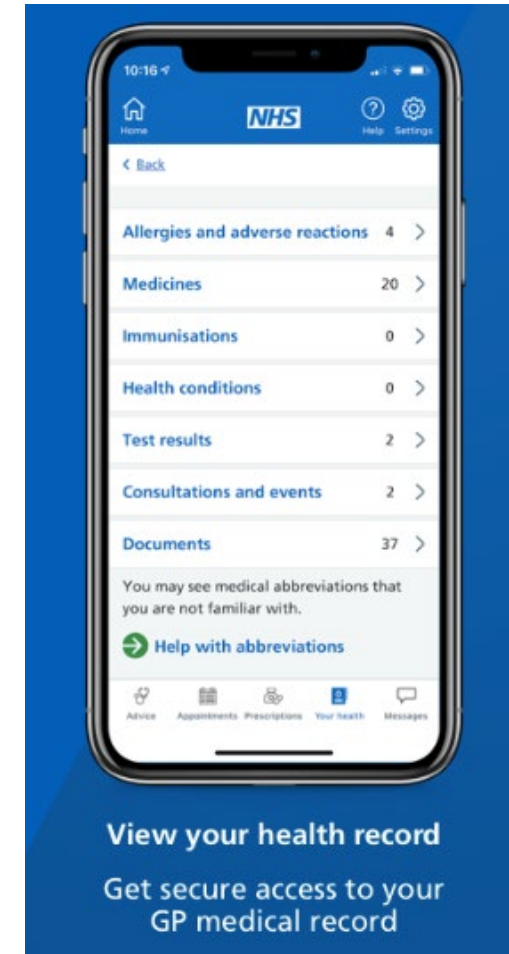 10:16
NHS
Home
Help
Settings
Back
Allergies and adverse reactions 4
Medicines 20
Immunisations 0
Health conditions 0
Test results 2
Consultations and events 2
Documents 37
You may see medical abbreviations that
you are not familiar with.
Help with abbreviations
Advice Appointments Prescriptions Your health Messages
View your health record
Get secure access to your
GP medical record